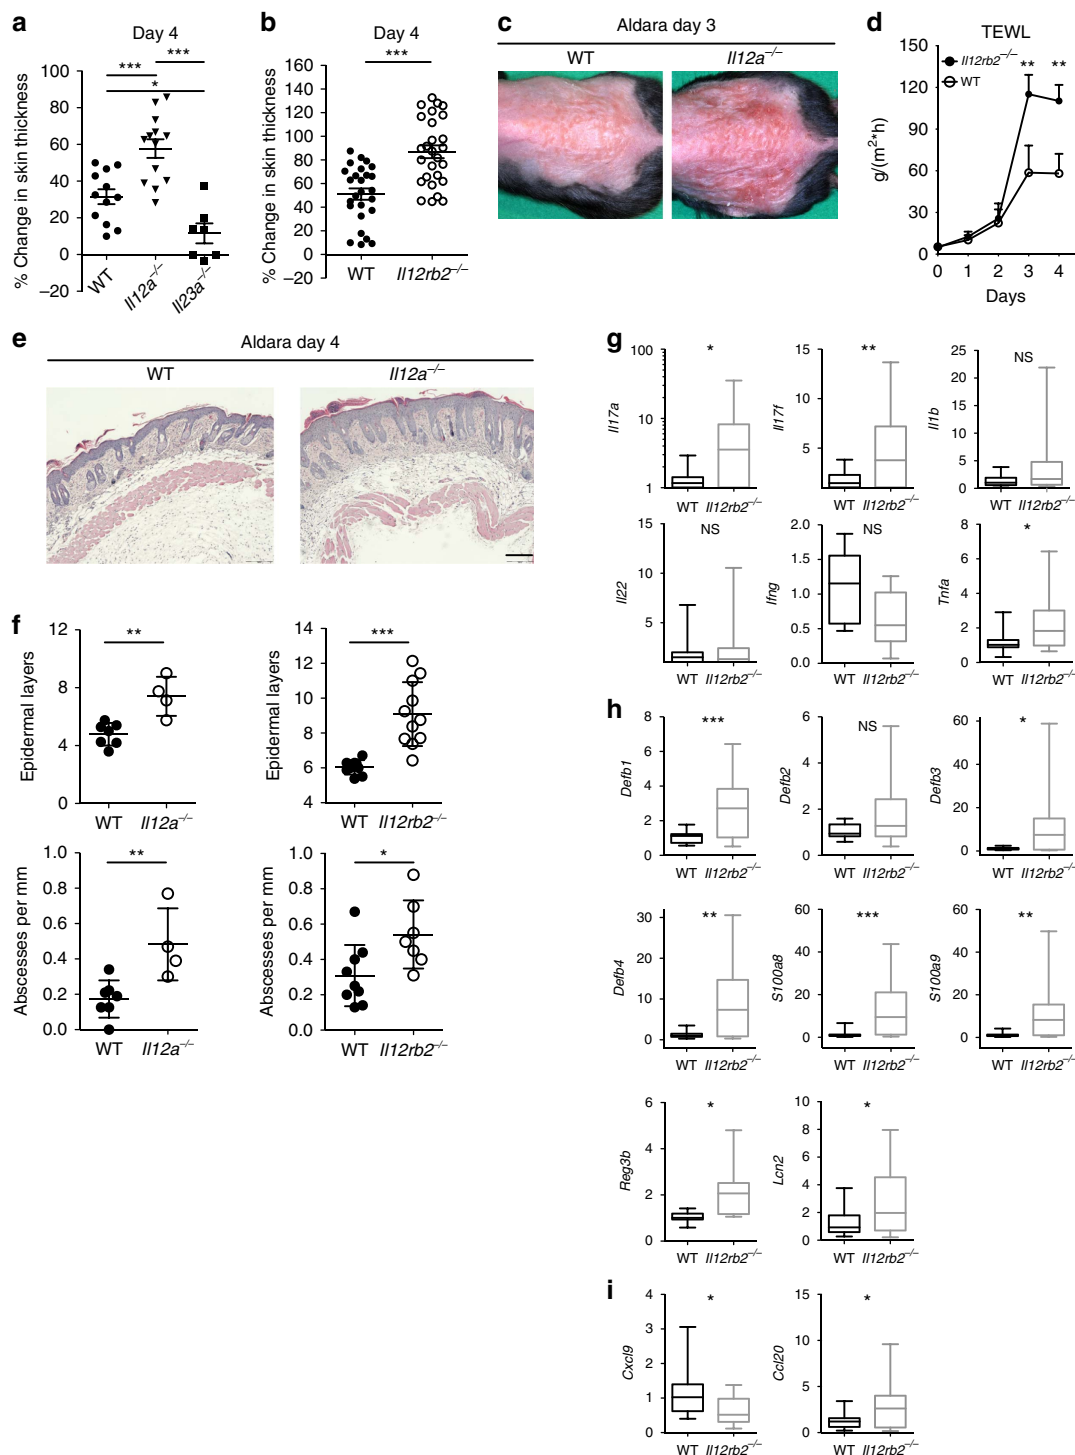 a
Day 4
***
***
*
% Change in skin thickness
100
80
60
40
20
0
–20
WT
Il12a–/–
Il23a–/–
b
Day 4
***
% Change in skin thickness
160
140
120
100
80
60
40
20
0
–20
WT
Il12rb2–/–
c
Aldara day 3
WT
Il12a–/–
d
TEWL
Il12rb2–/–
WT
**
**
g/(m2*h)
150
120
90
60
30
0
0
1
2
3
4
Days
e
Aldara day 4
WT
Il12a–/–
f
**
Epidermal layers
12
8
4
0
WT
Il12a–/–
***
Epidermal layers
14
12
10
8
6
4
WT
Il12rb2–/–
**
Abscesses per mm
1.0
0.8
0.6
0.4
0.2
0.0
WT
Il12a–/–
*
Abscesses per mm
1.0
0.8
0.6
0.4
0.2
0.0
WT
Il12rb2–/–
g
*
Il17a
100
10
1
WT Il12rb2–/–
**
Il17f
15
10
5
WT Il12rb2–/–
NS
Il1b
25
20
15
10
5
0
WT Il12rb2–/–
NS
Il22
15
10
5
WT Il12rb2–/–
NS
Ifng
2.0
1.5
1.0
0.5
0.0
WT Il12rb2–/–
*
Tnfa
8
6
4
2
0
WT Il12rb2–/–
h
***
Defb1
8
6
4
2
0
WT Il12rb2–/–
NS
Defb2
8
6
4
2
0
WT Il12rb2–/–
*
Defb3
60
40
20
0
WT Il12rb2–/–
**
Defb4
30
20
10
0
WT Il12rb2–/–
***
S100a8
60
40
20
0
WT Il12rb2–/–
**
S100a9
60
40
20
0
WT Il12rb2–/–
*
Reg3b
6
4
2
0
WT Il12rb2–/–
*
Lcn2
10
8
6
4
2
0
WT Il12rb2–/–
i
*
Cxcl9
4
3
2
1
0
WT Il12rb2–/–
*
Ccl20
15
10
5
0
WT Il12rb2–/–